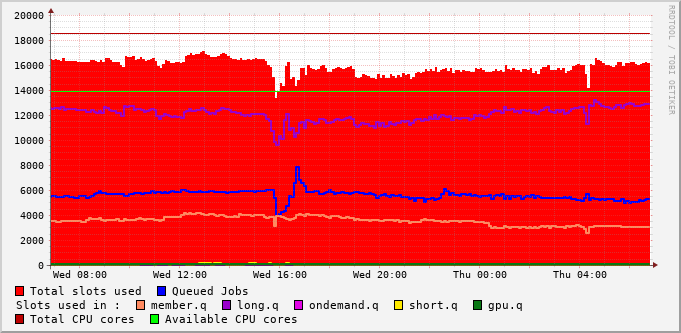 20000
18000
16000
14000
12000
10000
8000
6000
4000
2000
0
Wed 08:00 Wed 12:00 Wed 16:00 Wed 20:00 Thu 00:00 Thu 04:00
Total slots used Queued Jobs
Slots used in : member.q long.q ondemand.q short.q gpu.q
Total CPU cores Available CPU cores
RRDTOOL / TOBI OETIKER